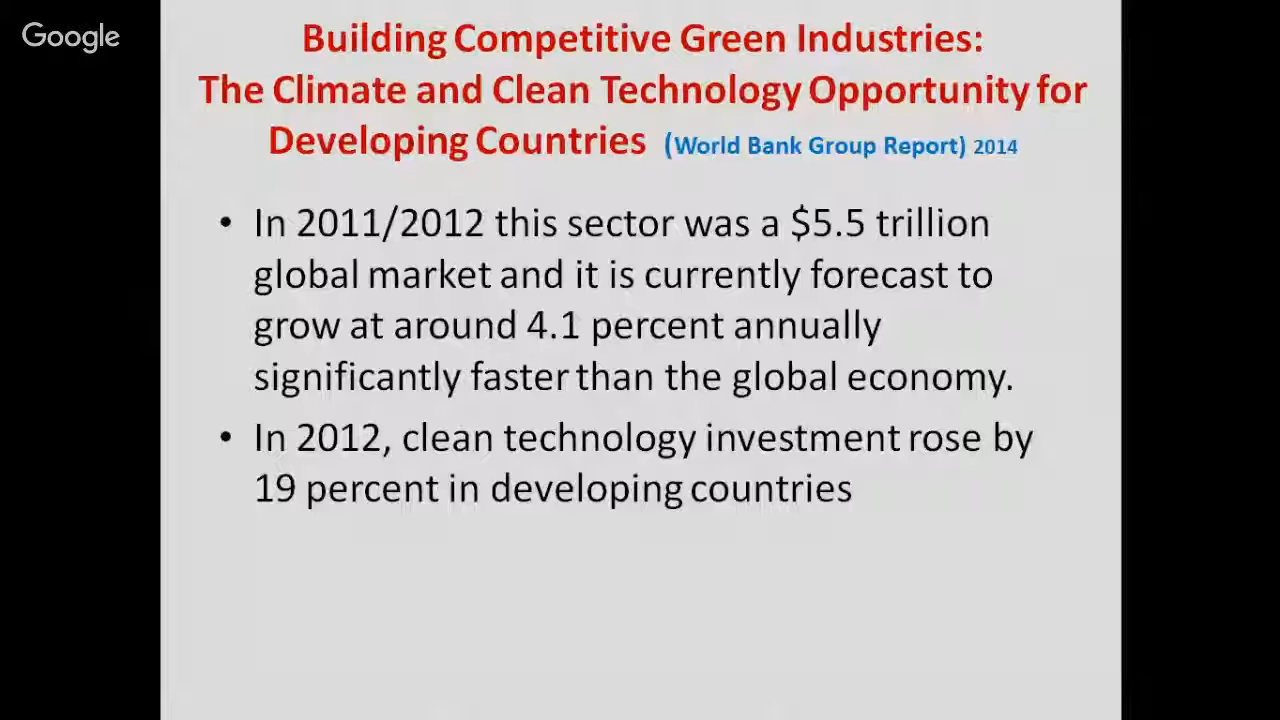 Google
Building Competitive Green Industries:
The Climate and Clean Technology Opportunity for
Developing Countries (World Bank Group Report) 2014
• In 2011/2012 this sector was a $5.5 trillion
global market and it is currently forecast to
grow at around 4.1 percent annually
significantly faster than the global economy.
• In 2012, clean technology investment rose by
19 percent in developing countries